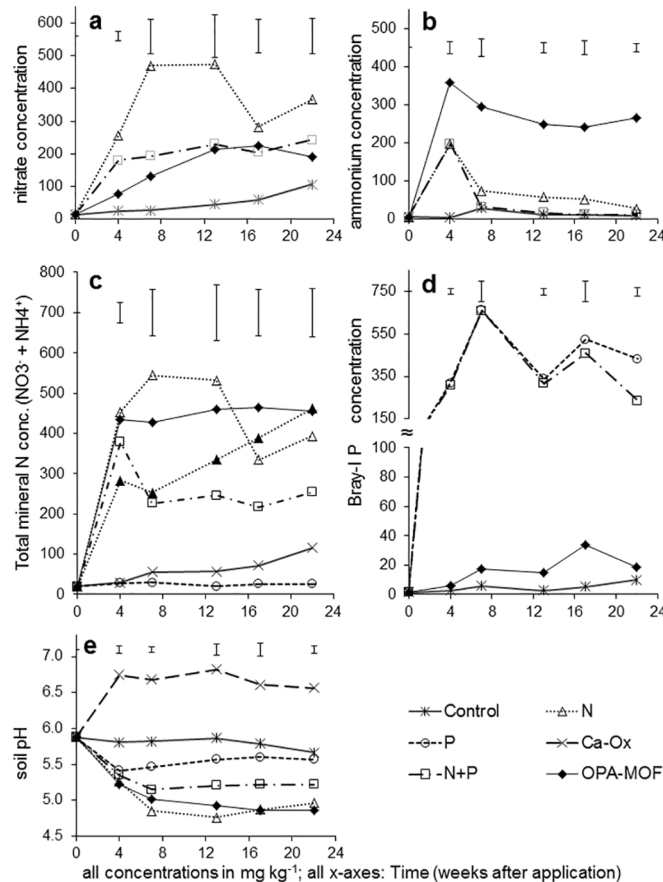 a
nitrate concentration
600
500
400
300
200
100
0
0 4 8 12 16 20 24
b
ammonium concentration
500
400
300
200
100
0
0 4 8 12 16 20 24
c
Total mineral N conc. (NO3⁻ + NH4⁺)
800
700
600
500
400
300
200
100
0
0 4 8 12 16 20 24
d
Bray-I P concentration
750
550
350
150
≈
100
80
60
40
20
0
0 4 8 12 16 20 24
e
soil pH
7.0
6.5
6.0
5.5
5.0
4.5
0 4 8 12 16 20 24
Control N
P Ca-Ox
-N+P OPA-MOF
all concentrations in mg kg⁻¹; all x-axes: Time (weeks after application)